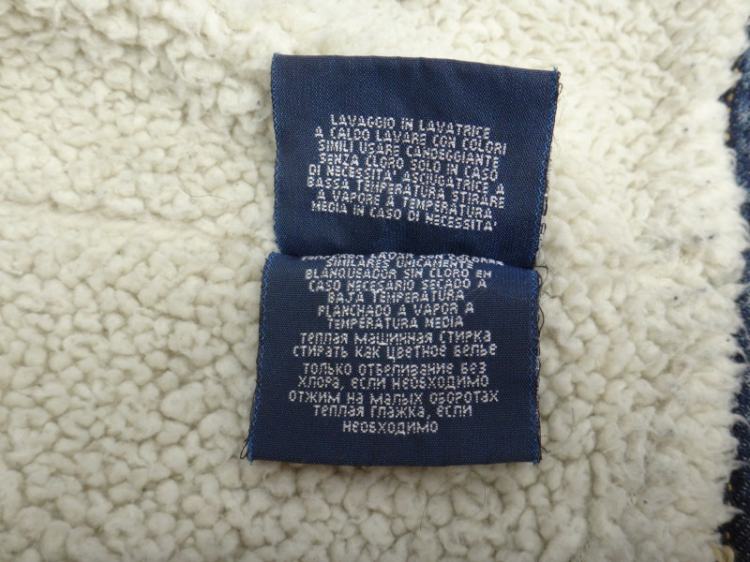 LAVAGGIO IN LAVATRICE
A CALDO LAVARE CON COLORI
SIMILI USARE CANDEGGIANTE
SENZA CLORO SOLO IN CASO
DI NECESSITA' ASCIUGATRICE A
BASSA TEMPERATURA STIRARE
A VAPORE A TEMPERATURA
MEDIA IN CASO DI NECESSITA'
SIMILARES UNICAMENTE
BLANQUEADOR SIN CLORO EN
CASO NECESARIO SECADO A
BAJA TEMPERATURA
PLANCHADO A VAPOR A
TEMPERATURA MEDIA
ТЕПЛАЯ МАШИННАЯ СТИРКА
СТИРАТЬ КАК ЦВЕТНОЕ БЕЛЬЕ
ТОЛЬКО ОТБЕЛИВАНИЕ БЕЗ
ХЛОРА, ЕСЛИ НЕОБХОДИМО
ОТЖИМ НА МАЛЫХ ОБОРОТАХ
ТЕПЛАЯ ГЛАЖКА, ЕСЛИ
НЕОБХОДИМО